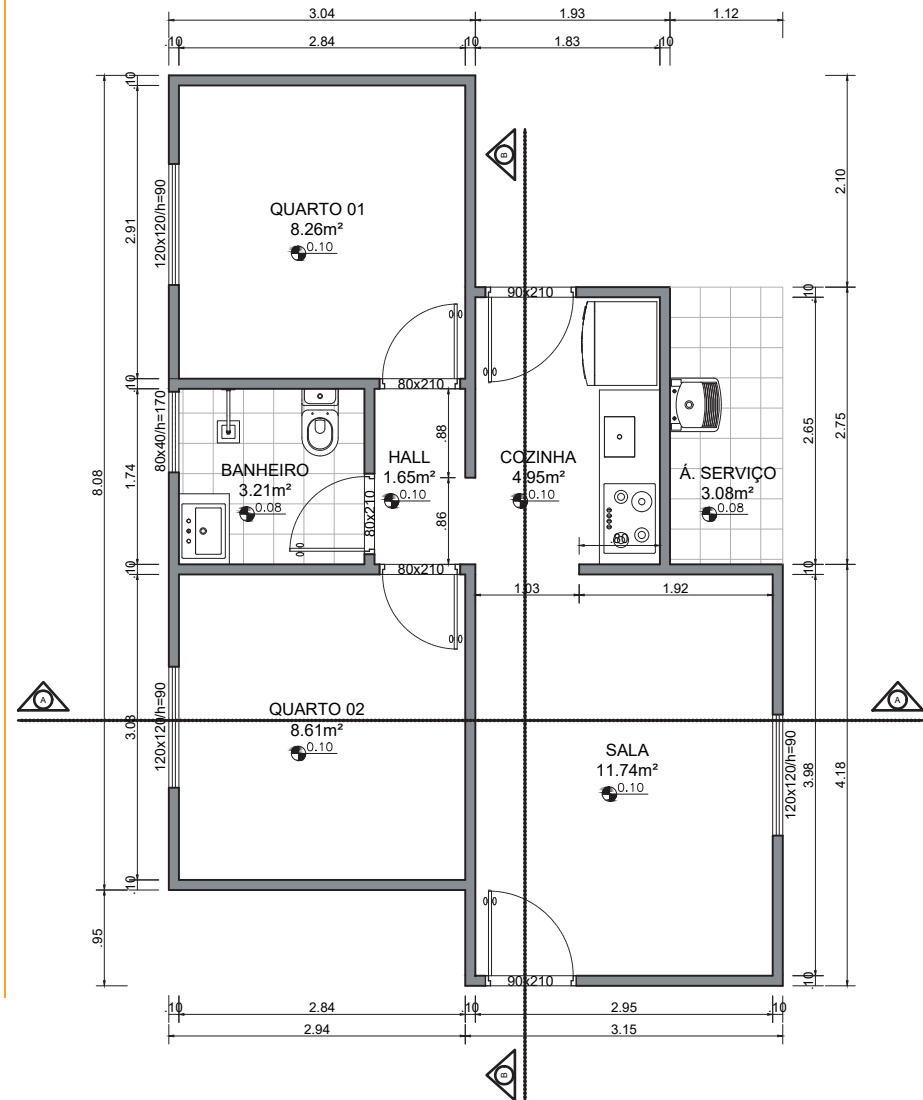 3.04
1.93
1.12
.10
2.84
.10
1.83
.10
.10
B
2.10
120x120/h=90
2.91
QUARTO 01
8.26m²
0.10
90x210
.10
.10
80x210
80x40/h=170
1.74
8.08
BANHEIRO
3.21m²
0.08
80x210
HALL
1.65m²
0.10
.88
.86
COZINHA
4.95m²
0.10
Á. SERVIÇO
3.08m²
0.08
2.65
2.75
.60
.10
80x210
.10
1.03
1.92
A
A
120x120/h=90
3.03
QUARTO 02
8.61m²
0.10
SALA
11.74m²
0.10
120x120/h=90
3.98
4.18
.10
.95
90x210
.10
.10
2.84
.10
2.95
.10
2.94
3.15
B